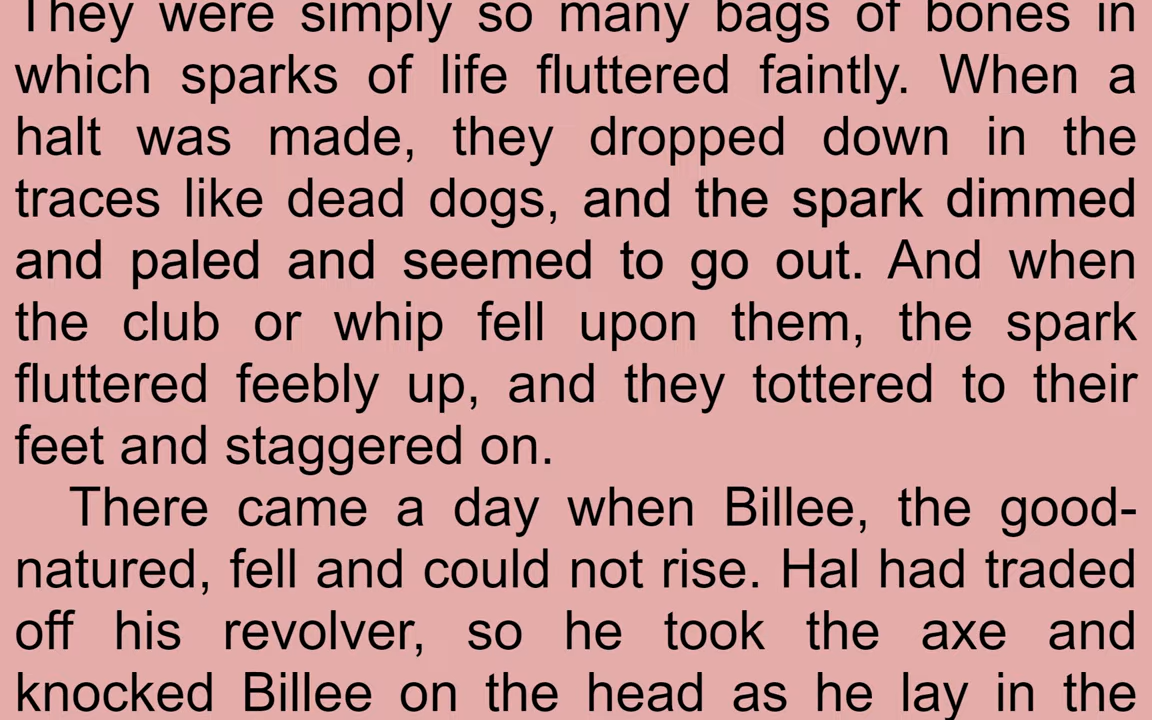 They were simply so many bags of bones in
which sparks of life fluttered faintly. When a
halt was made, they dropped down in the
traces like dead dogs, and the spark dimmed
and paled and seemed to go out. And when
the club or whip fell upon them, the spark
fluttered feebly up, and they tottered to their
feet and staggered on.
There came a day when Billee, the good-
natured, fell and could not rise. Hal had traded
off his revolver, so he took the axe and
knocked Billee on the head as he lay in the